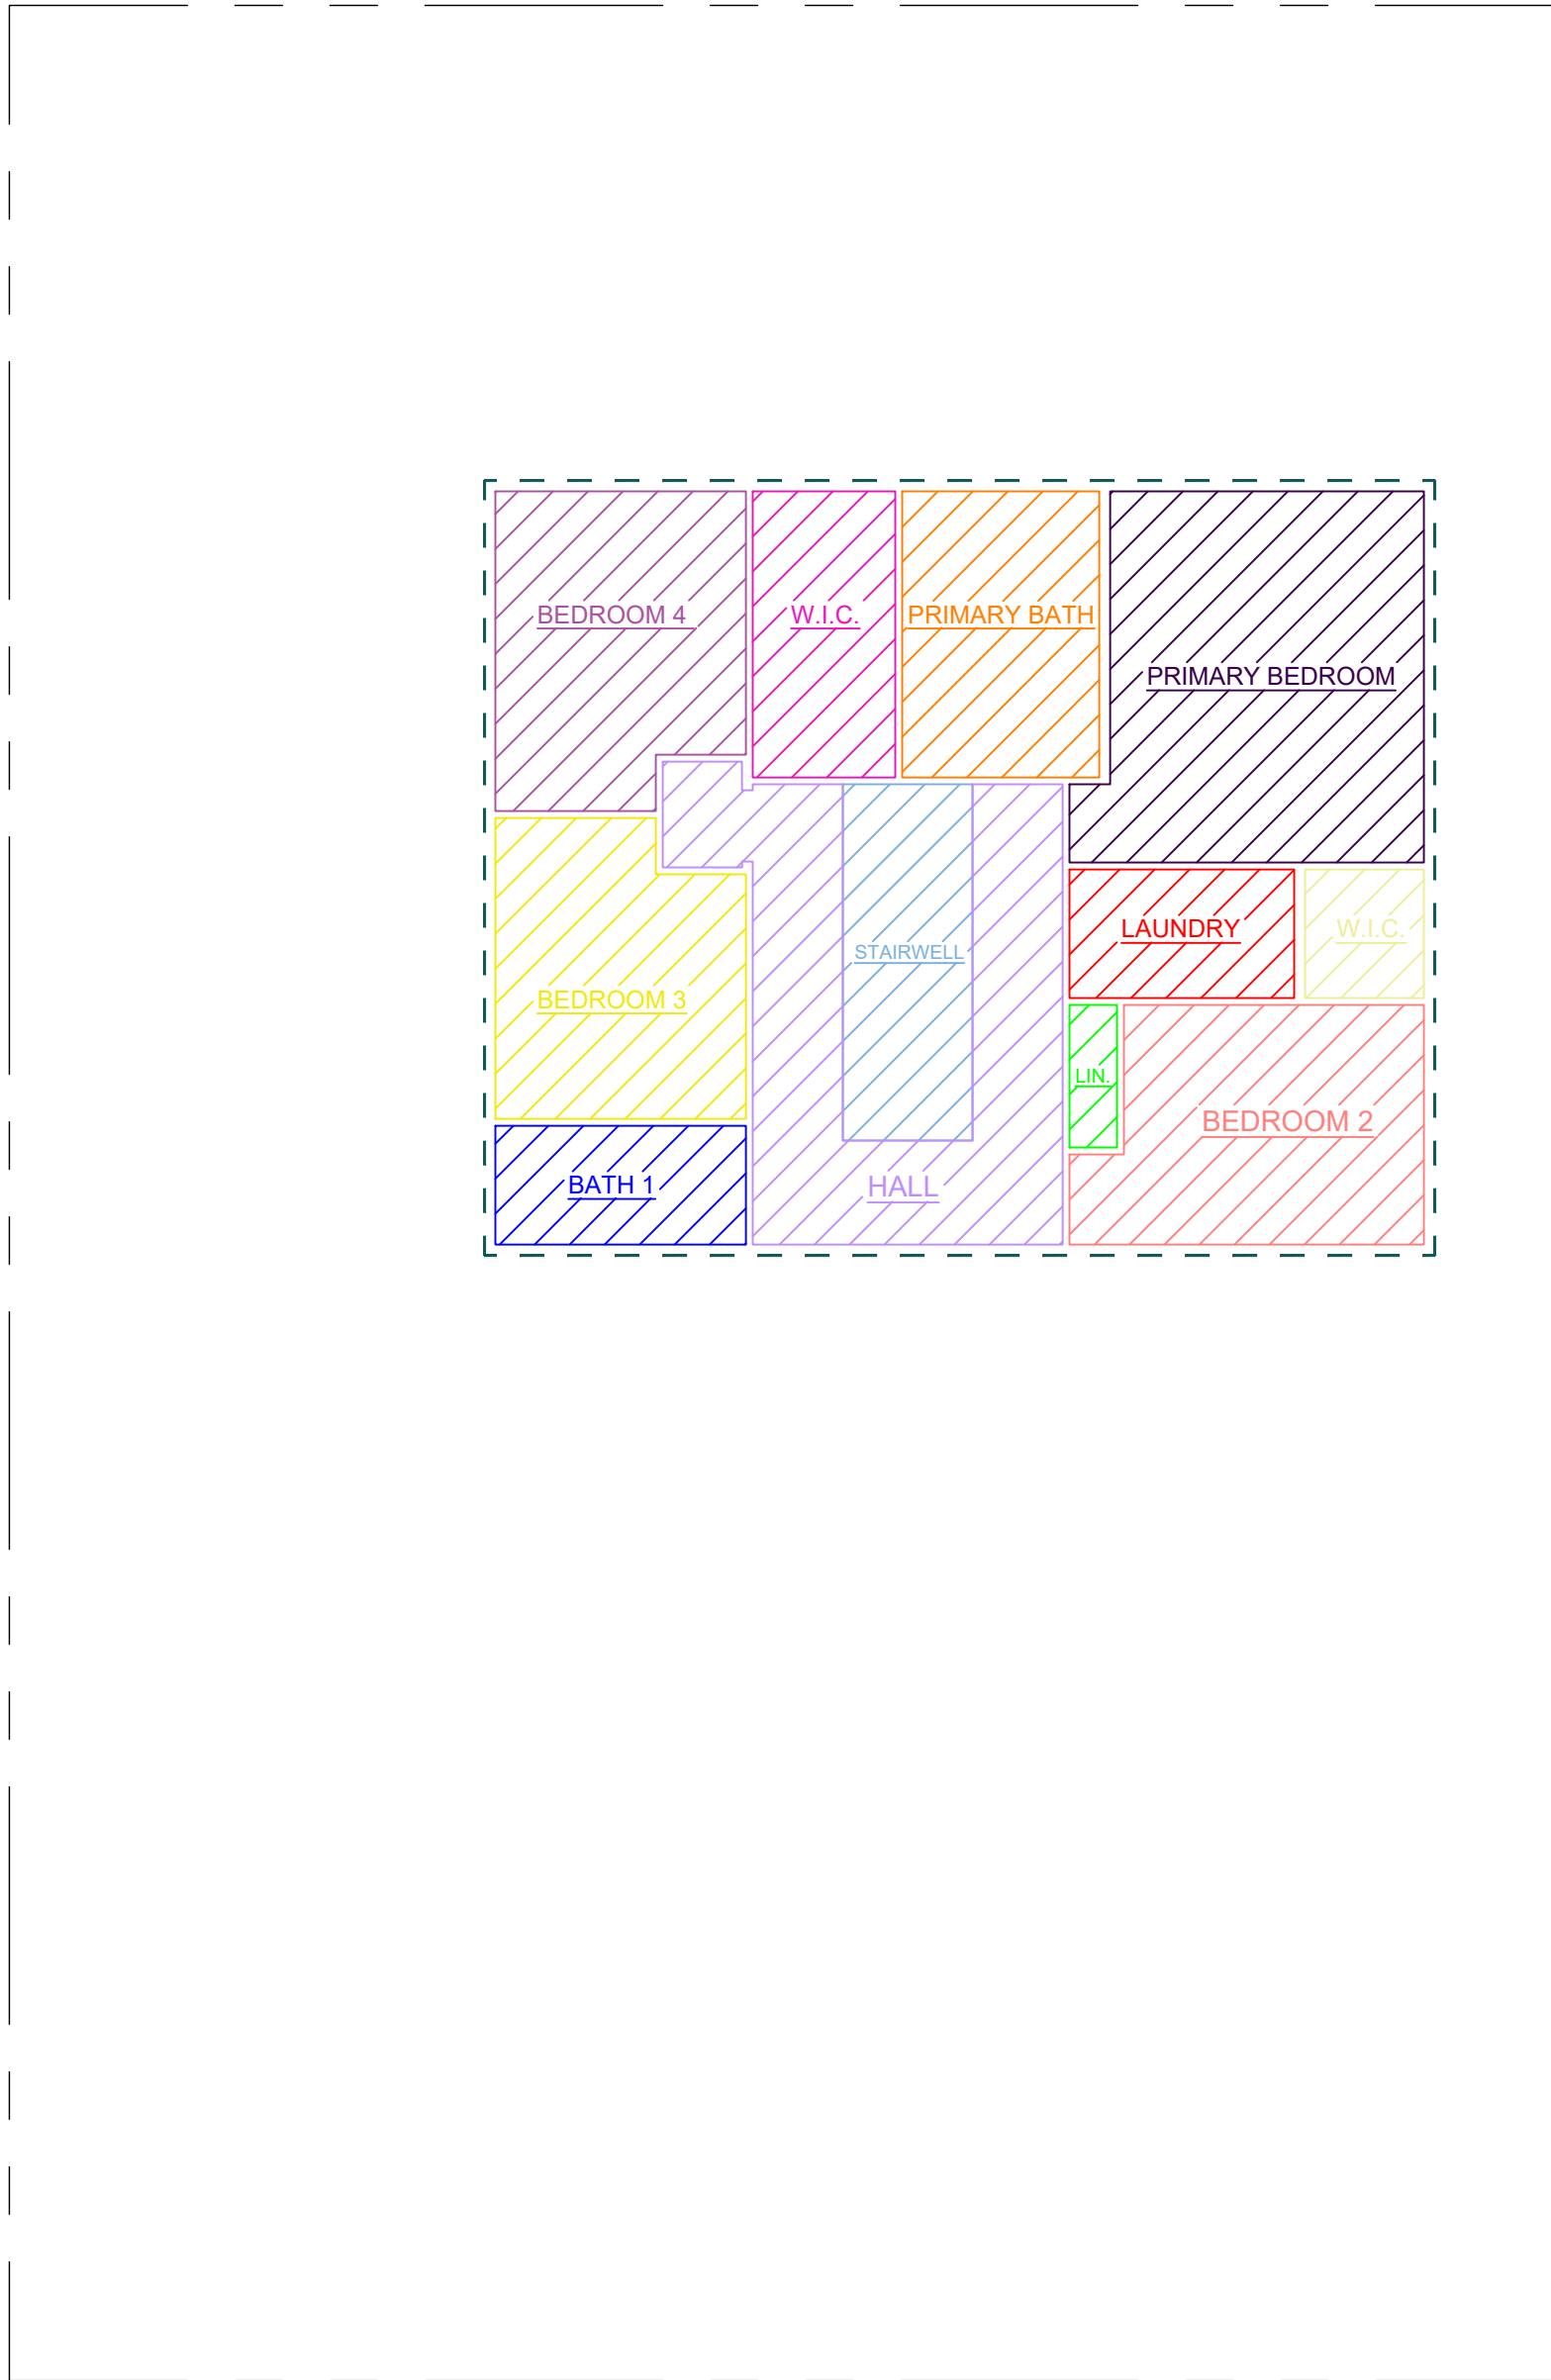 BEDROOM 4
W.I.C.
PRIMARY BATH
PRIMARY BEDROOM
LAUNDRY
W.I.C.
STAIRWELL
BEDROOM 3
LIN.
BEDROOM 2
BATH 1
HALL